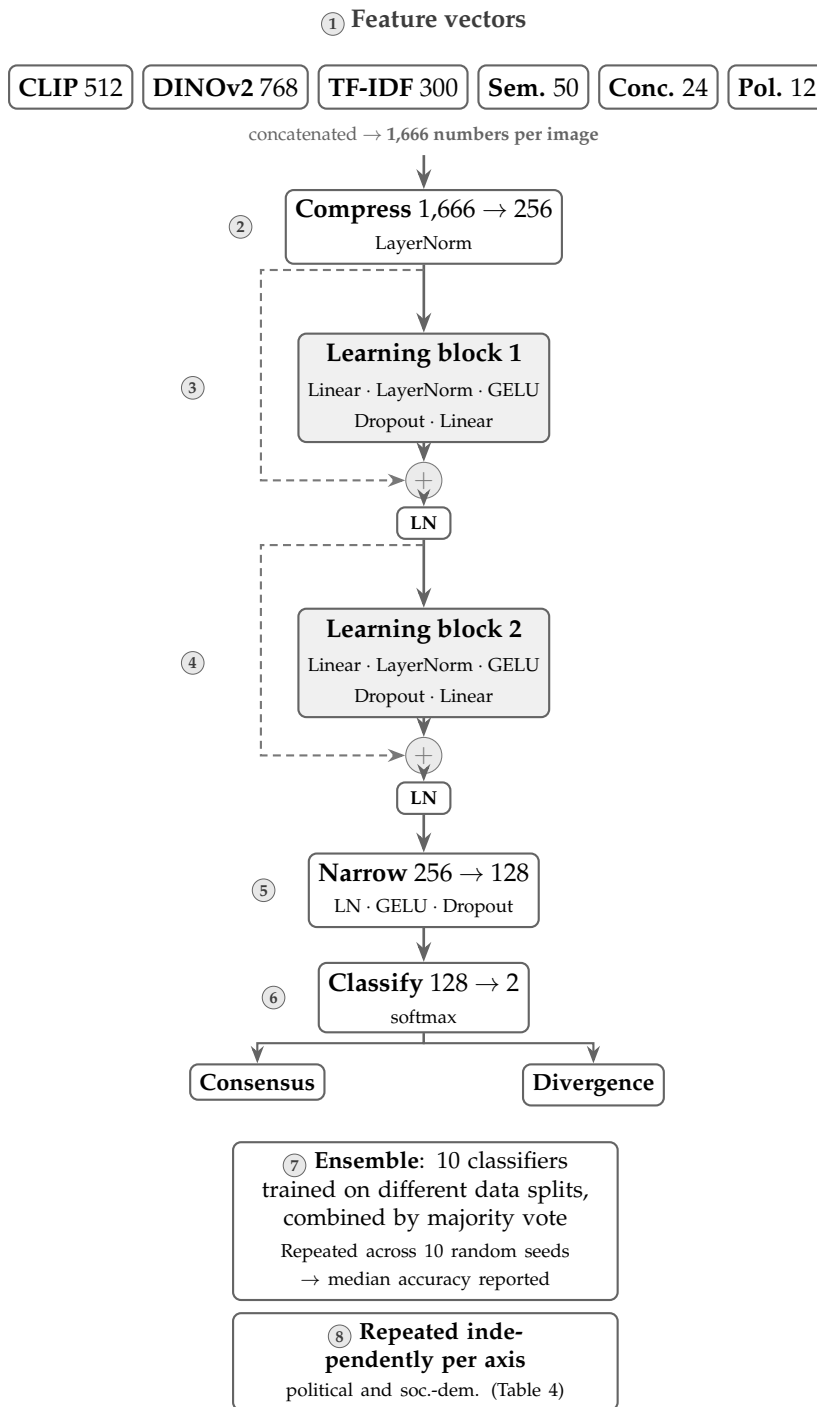 1 Feature vectors
CLIP 512 DINOv2 768 TF-IDF 300 Sem. 50 Conc. 24 Pol. 12
concatenated → 1,666 numbers per image
2 Compress 1,666 → 256
LayerNorm
Learning block 1
3 Linear · LayerNorm · GELU
Dropout · Linear
+
LN
Learning block 2
4 Linear · LayerNorm · GELU
Dropout · Linear
+
LN
5 Narrow 256 → 128
LN · GELU · Dropout
6 Classify 128 → 2
softmax
Consensus Divergence
7 Ensemble: 10 classifiers
trained on different data splits,
combined by majority vote
Repeated across 10 random seeds
→ median accuracy reported
8 Repeated inde-
pendently per axis
political and soc.-dem. (Table 4)